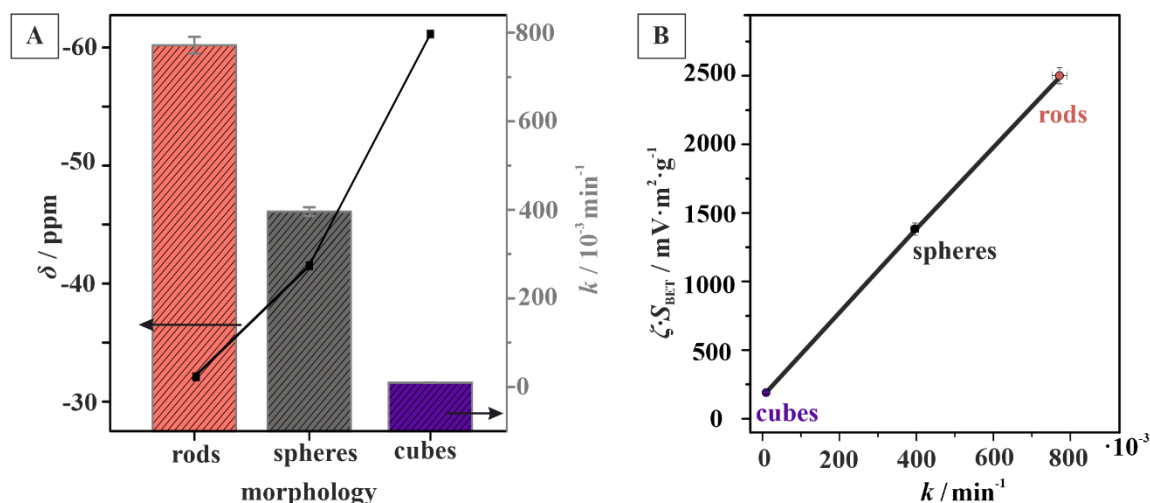 A
-60
-50
-40
-30
δ / ppm
800
600
400
200
0
k / 10⁻³ min⁻¹
rods
spheres
cubes
morphology
B
2500
2000
1500
1000
500
0
ζ·S_BET / mV·m²·g⁻¹
rods
spheres
cubes
0
200
400
600
800
·10⁻³
k / min⁻¹